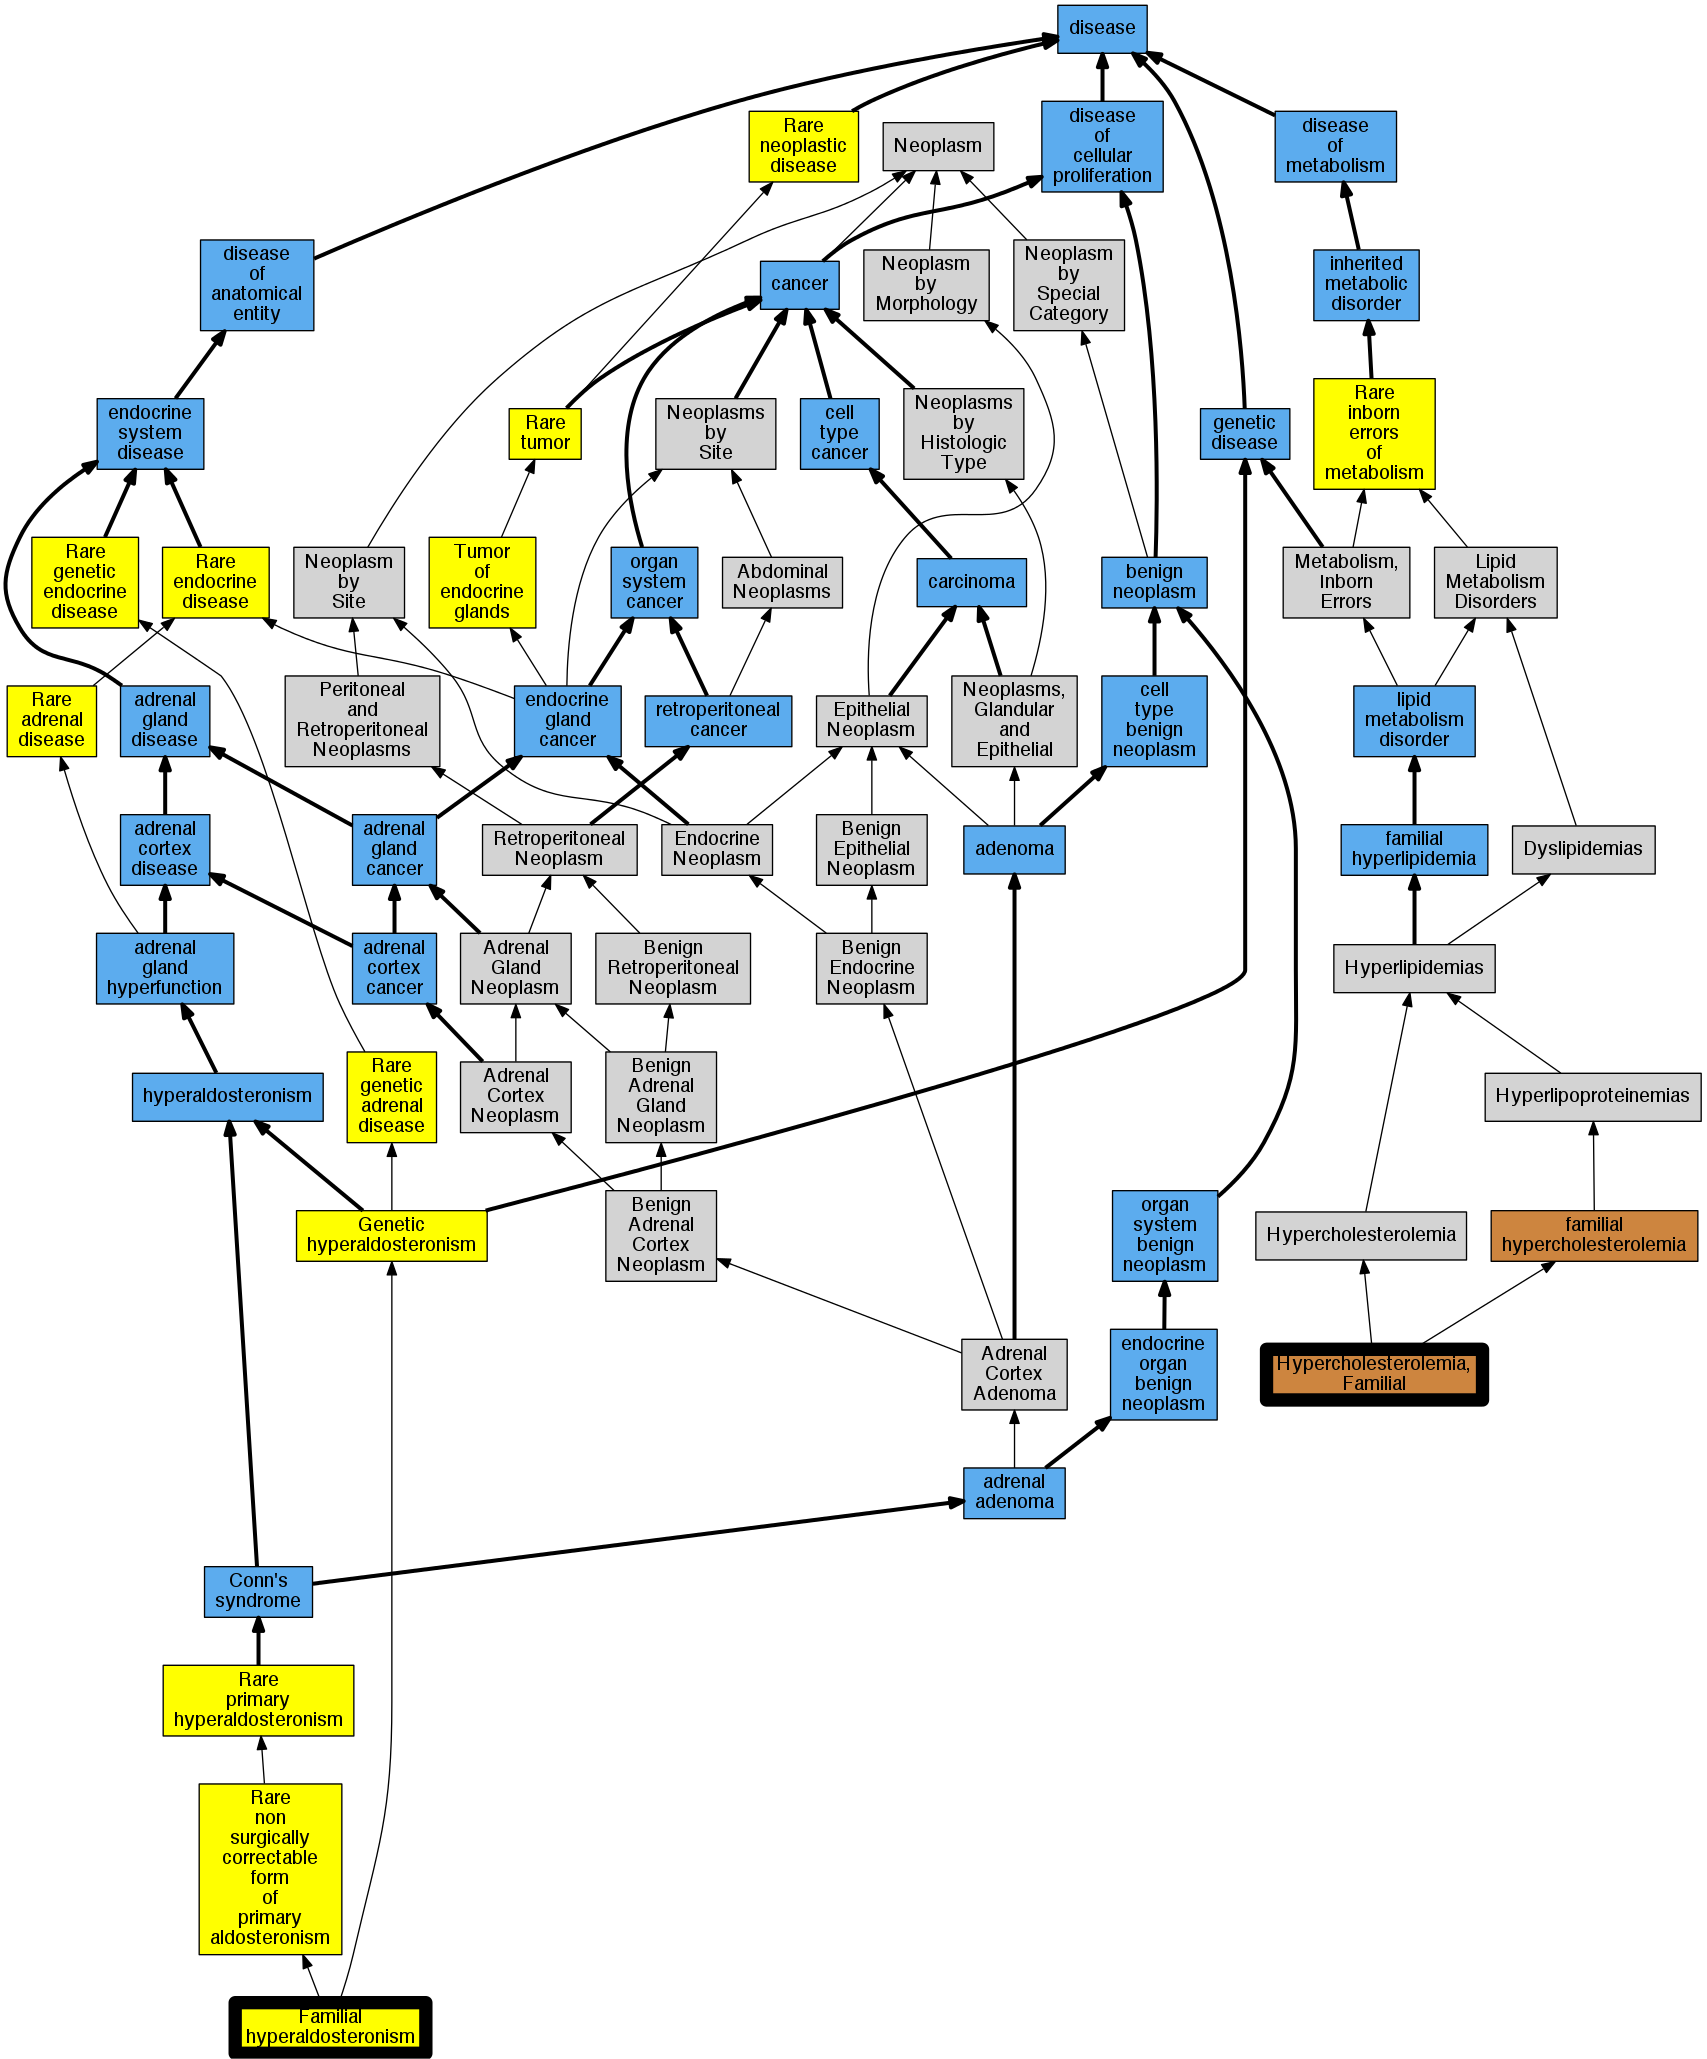 disease
Rare
neoplastic
disease
Neoplasm
disease
of
cellular
proliferation
disease
of
metabolism
disease
of
anatomical
entity
cancer
Neoplasm
by
Morphology
Neoplasm
by
Special
Category
inherited
metabolic
disorder
endocrine
system
disease
Rare
tumor
Neoplasms
by
Site
cell
type
cancer
Neoplasms
by
Histologic
Type
genetic
disease
Rare
inborn
errors
of
metabolism
Rare
genetic
endocrine
disease
Rare
endocrine
disease
Neoplasm
by
Site
Tumor
of
endocrine
glands
organ
system
cancer
Abdominal
Neoplasms
carcinoma
benign
neoplasm
Metabolism,
Inborn
Errors
Lipid
Metabolism
Disorders
Rare
adrenal
disease
adrenal
gland
disease
Peritoneal
and
Retroperitoneal
Neoplasms
endocrine
gland
cancer
retroperitoneal
cancer
Epithelial
Neoplasm
Neoplasms,
Glandular
and
Epithelial
cell
type
benign
neoplasm
lipid
metabolism
disorder
adrenal
cortex
disease
adrenal
gland
cancer
Retroperitoneal
Neoplasm
Endocrine
Neoplasm
Benign
Epithelial
Neoplasm
adenoma
familial
hyperlipidemia
Dyslipidemias
adrenal
gland
hyperfunction
adrenal
cortex
cancer
Adrenal
Gland
Neoplasm
Benign
Retroperitoneal
Neoplasm
Benign
Endocrine
Neoplasm
Hyperlipidemias
hyperaldosteronism
Rare
genetic
adrenal
disease
Adrenal
Cortex
Neoplasm
Benign
Adrenal
Gland
Neoplasm
Hyperlipoproteinemias
Genetic
hyperaldosteronism
Benign
Adrenal
Cortex
Neoplasm
organ
system
benign
neoplasm
Hypercholesterolemia
familial
hypercholesterolemia
Adrenal
Cortex
Adenoma
endocrine
organ
benign
neoplasm
Hypercholesterolemia,
Familial
adrenal
adenoma
Conn's
syndrome
Rare
primary
hyperaldosteronism
Rare
non
surgically
correctable
form
of
primary
aldosteronism
Familial
hyperaldosteronism